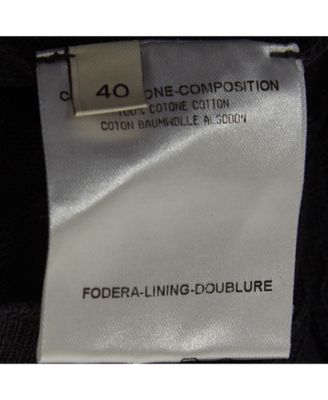 40
ONE-COMPOSITION
100% COTONE COTTON
COTON BAUMWOLLE ALGODON
FODERA-LINING-DOUBLURE